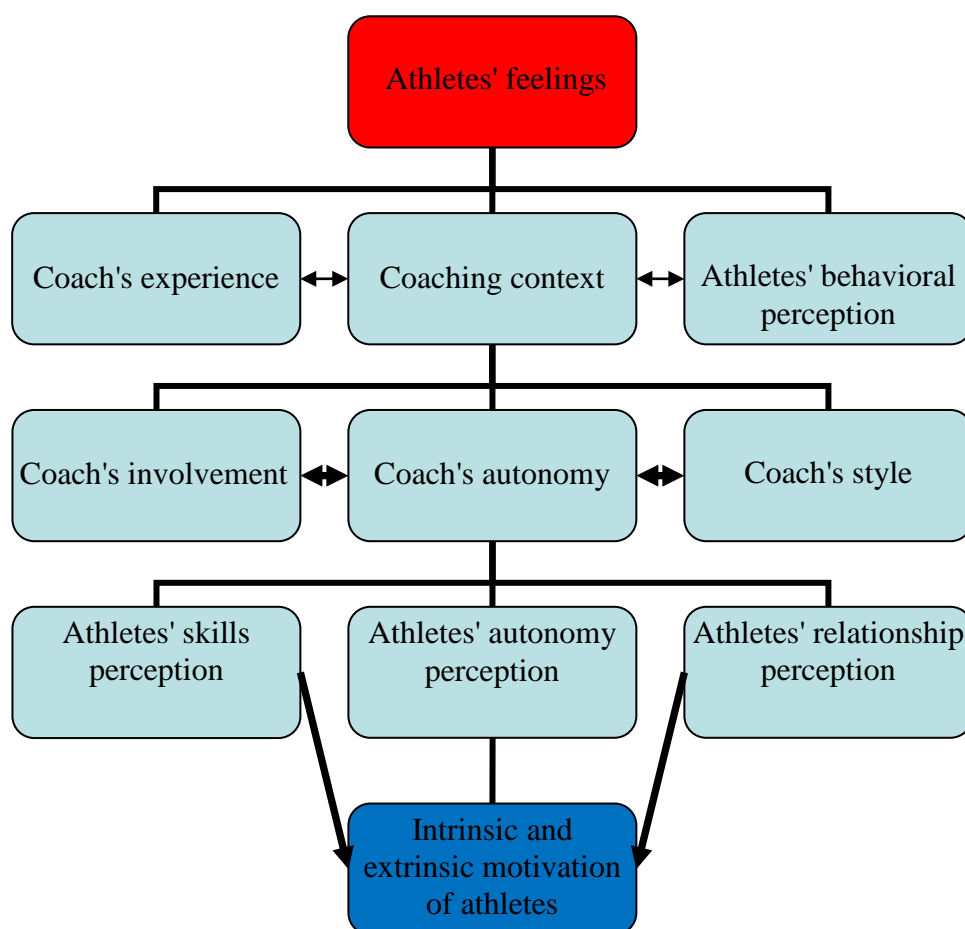 Athletes' feelings
Coach's experience
Coaching context
Athletes' behavioral
perception
Coach's involvement
Coach's autonomy
Coach's style
Athletes' skills
perception
Athletes' autonomy
perception
Athletes' relationship
perception
Intrinsic and
extrinsic motivation
of athletes